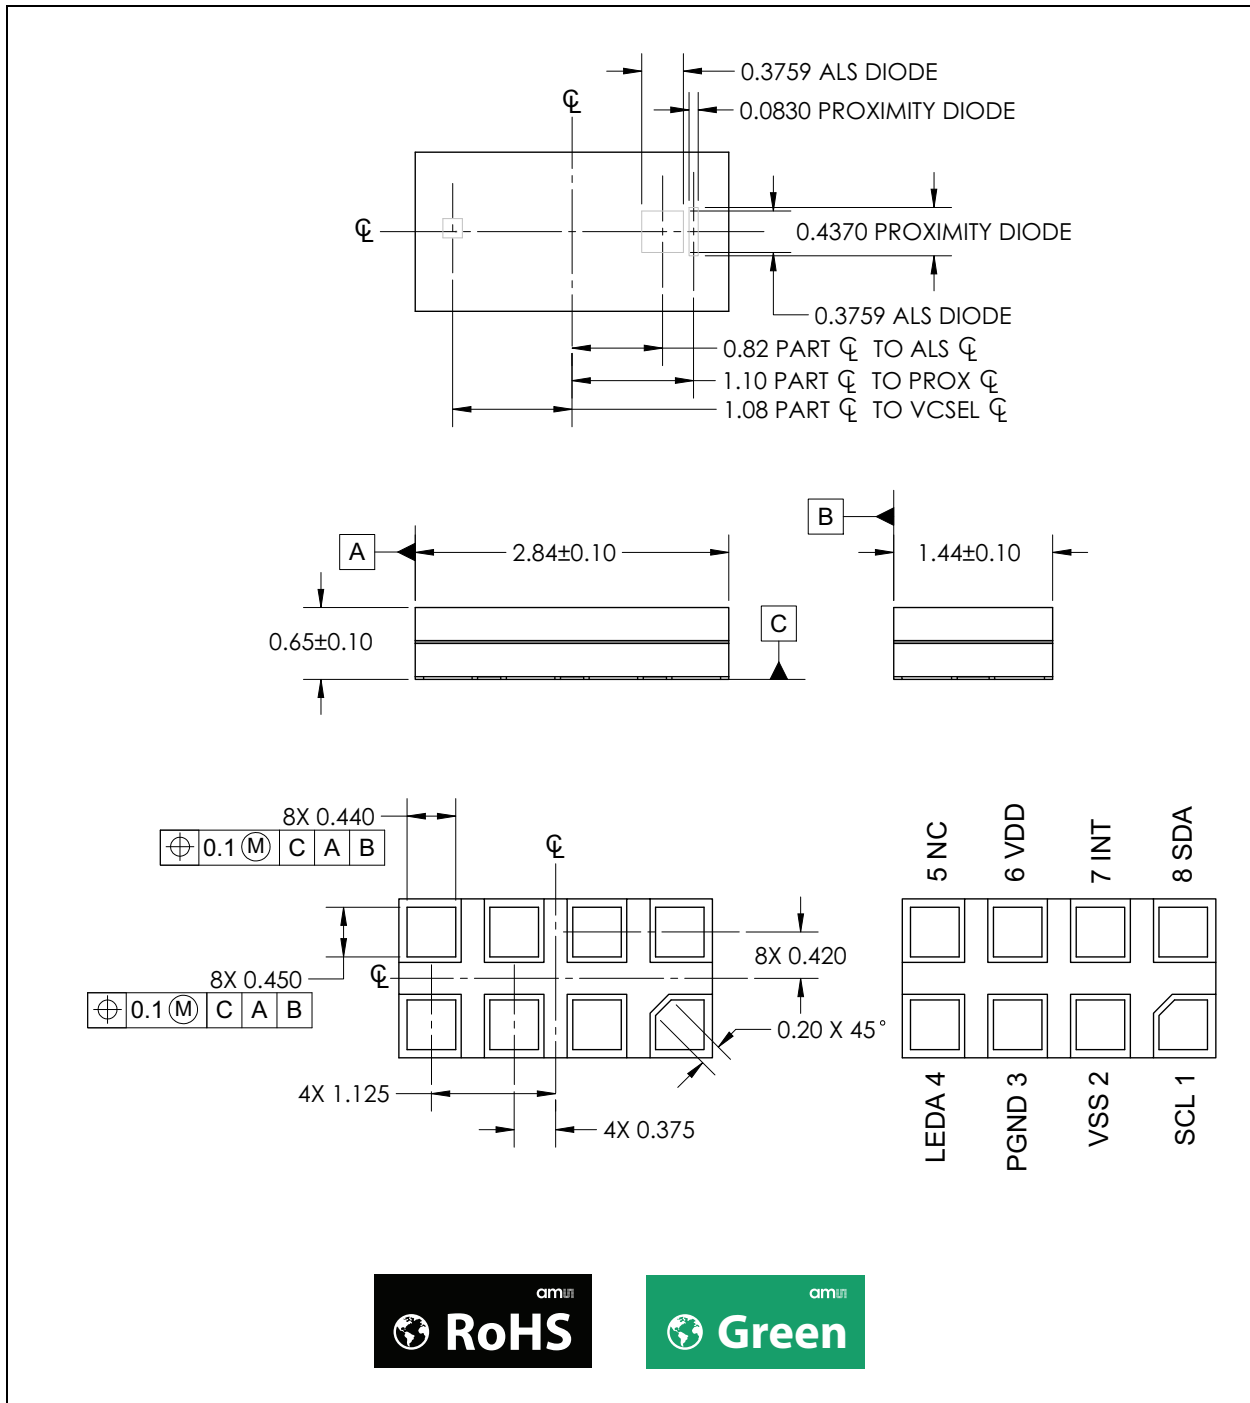 0.3759 ALS DIODE
℄
0.0830 PROXIMITY DIODE
℄
0.4370 PROXIMITY DIODE
0.3759 ALS DIODE
0.82 PART ℄ TO ALS ℄
1.10 PART ℄ TO PROX ℄
1.08 PART ℄ TO VCSEL ℄
B
A
2.84±0.10
1.44±0.10
C
0.65±0.10
8X 0.440
⌖ 0.1 Ⓜ C A B
℄
8X 0.420
8X 0.450
℄
⌖ 0.1 Ⓜ C A B
0.20 X 45°
4X 1.125
4X 0.375
5 NC
6 VDD
7 INT
8 SDA
LEDA 4
PGND 3
VSS 2
SCL 1
ams
RoHS
ams
Green